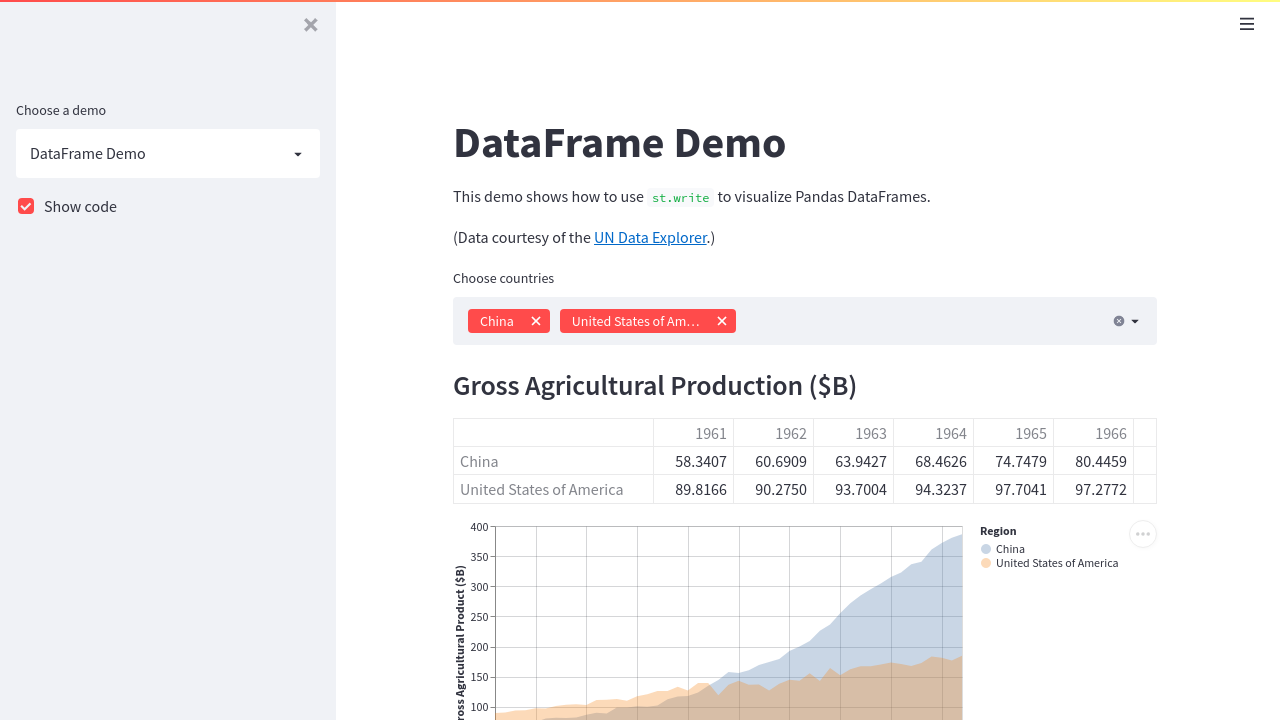 Choose a demo
DataFrame Demo
Show code
DataFrame Demo
This demo shows how to use st.write to visualize Pandas DataFrames.
(Data courtesy of the UN Data Explorer.)
Choose countries
China
United States of Am...
Gross Agricultural Production ($B)
1961 1962 1963 1964 1965 1966
China 58.3407 60.6909 63.9427 68.4626 74.7479 80.4459
United States of America 89.8166 90.2750 93.7004 94.3237 97.7041 97.2772
400
350
300
250
200
150
100
ross Agricultural Product ($B)
Region
China
United States of America